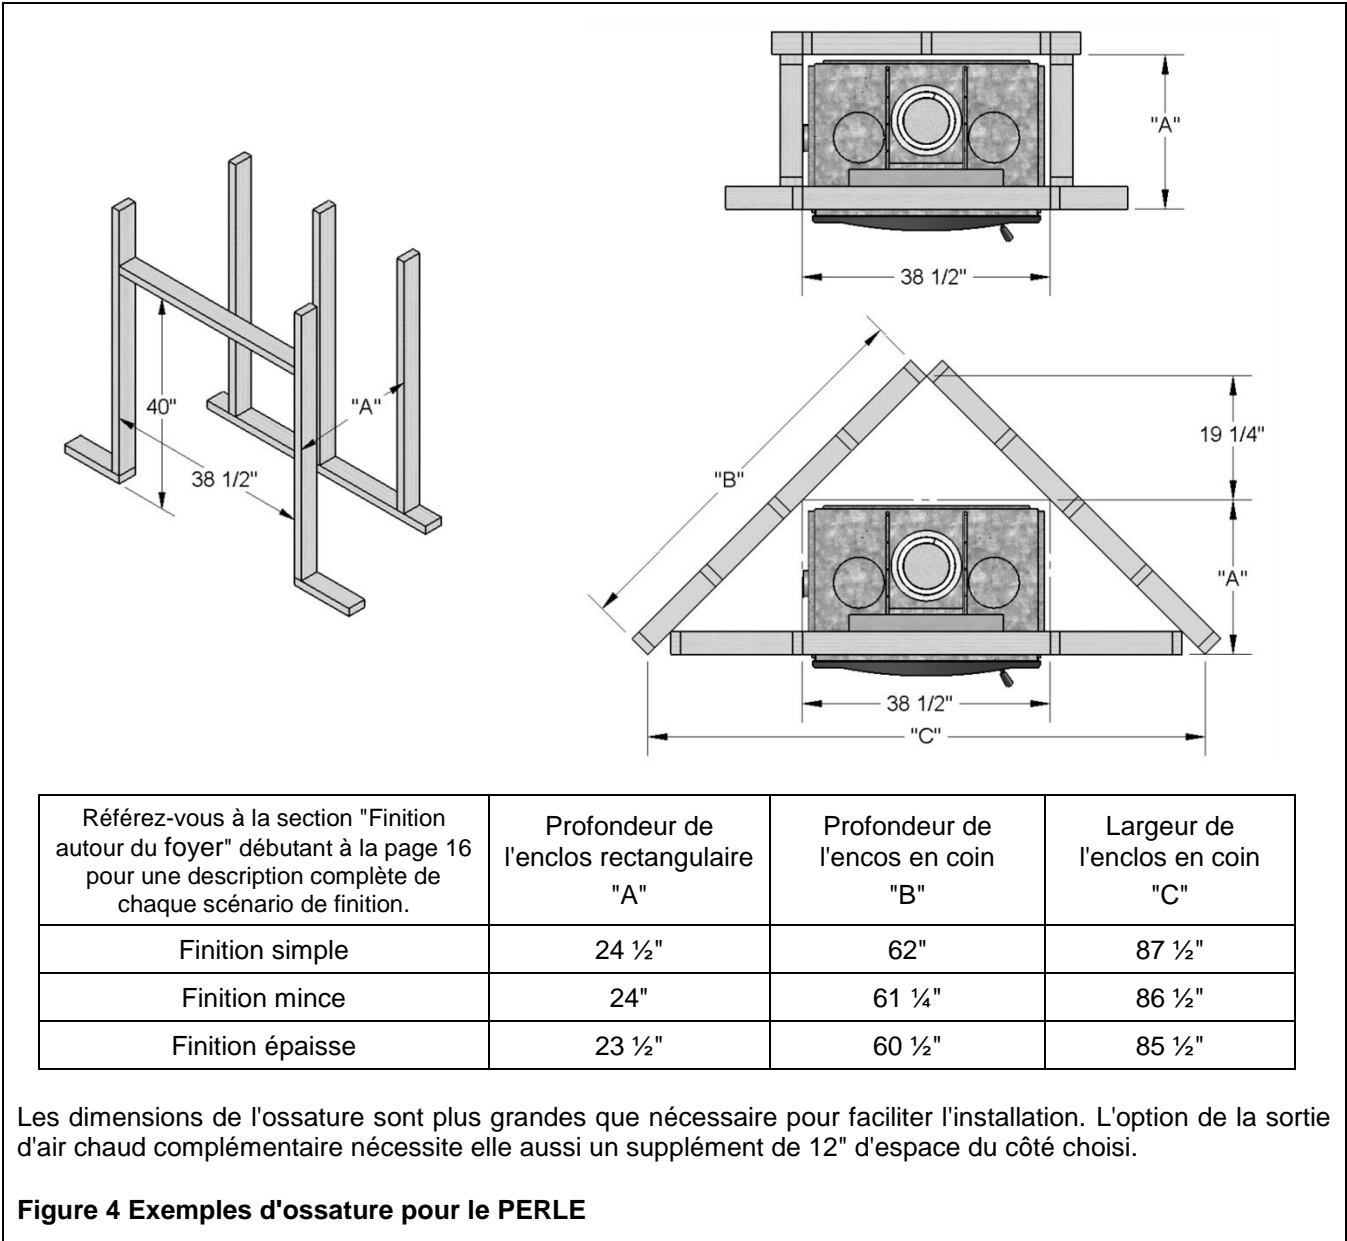 "A"
38 1/2"
40"
"A"
38 1/2"
19 1/4"
"B"
"A"
38 1/2"
"C"
Référez-vous à la section "Finition
autour du foyer" débutant à la page 16
pour une description complète de
chaque scénario de finition.
Profondeur de
l'enclos rectangulaire
"A"
Profondeur de
l'encos en coin
"B"
Largeur de
l'enclos en coin
"C"
Finition simple 24 ½" 62" 87 ½"
Finition mince 24" 61 ¼" 86 ½"
Finition épaisse 23 ½" 60 ½" 85 ½"
Les dimensions de l'ossature sont plus grandes que nécessaire pour faciliter l'installation. L'option de la sortie
d'air chaud complémentaire nécessite elle aussi un supplément de 12" d'espace du côté choisi.
Figure 4 Exemples d'ossature pour le PERLE